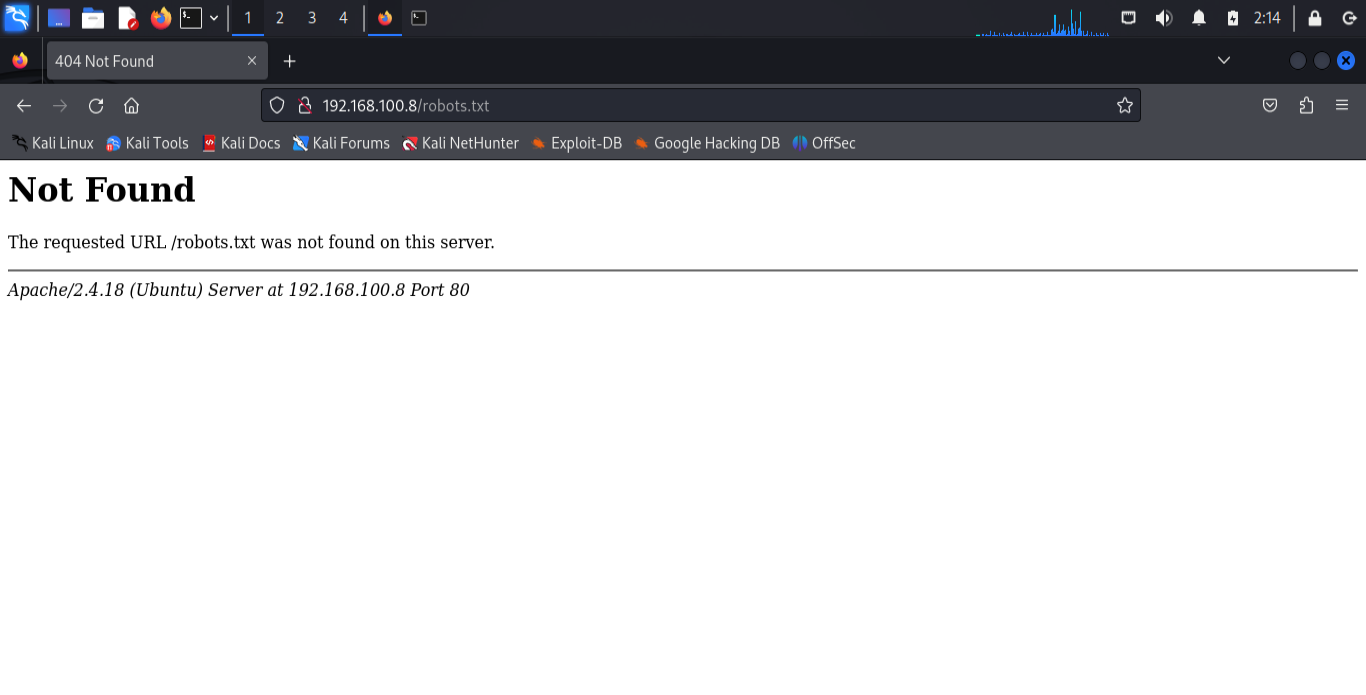 1 2 3 4 2:14
404 Not Found
192.168.100.8/robots.txt
Kali Linux Kali Tools Kali Docs Kali Forums Kali NetHunter Exploit-DB Google Hacking DB OffSec
Not Found
The requested URL /robots.txt was not found on this server.
Apache/2.4.18 (Ubuntu) Server at 192.168.100.8 Port 80